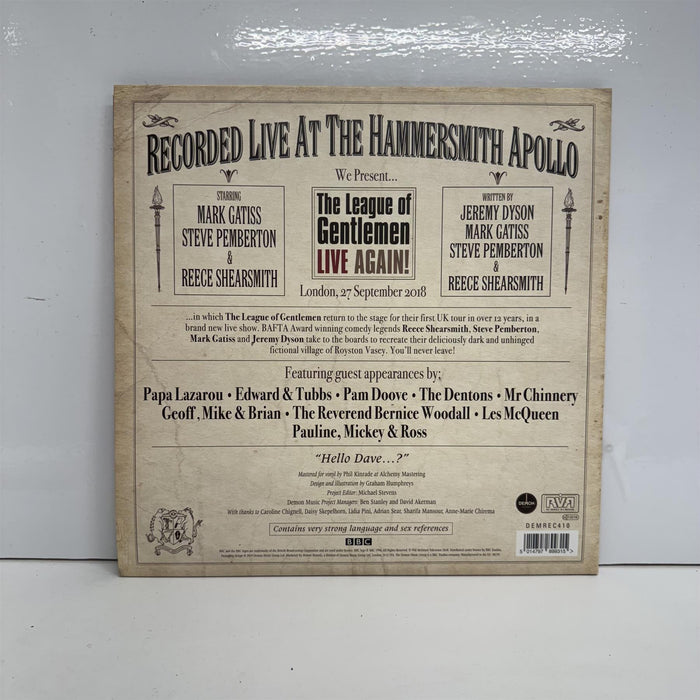 RECORDED LIVE AT THE HAMMERSMITH APOLLO
We Present...
STARRING
MARK GATISS
STEVE PEMBERTON
&
REECE SHEARSMITH
The League of
Gentlemen
LIVE AGAIN!
London, 27 September 2018
WRITTEN BY
JEREMY DYSON
MARK GATISS
STEVE PEMBERTON
&
REECE SHEARSMITH
...in which The League of Gentlemen return to the stage for their first UK tour in over 12 years, in a
brand new live show. BAFTA Award winning comedy legends Reece Shearsmith, Steve Pemberton,
Mark Gatiss and Jeremy Dyson take to the boards to recreate their deliciously dark and unhinged
fictional village of Royston Vasey. You'll never leave!
Featuring guest appearances by;
Papa Lazarou • Edward & Tubbs • Pam Doove • The Dentons • Mr Chinnery
Geoff, Mike & Brian • The Reverend Bernice Woodall • Les McQueen
Pauline, Mickey & Ross
"Hello Dave...?"
Mastered for vinyl by Phil Kinrade at Alchemy Mastering
Design and illustration by Graham Humphreys
Project Editor: Michael Stevens
Demon Music Project Managers: Ben Stanley and David Akerman
With thanks to Caroline Chignell, Daisy Skepelhorn, Lidia Pini, Adrian Sear, Sharifa Mansour, Anne-Marie Chirema
Contains very strong language and sex references
BBC
DEMON
RVA
DEMREC410
5 014797 899315 >